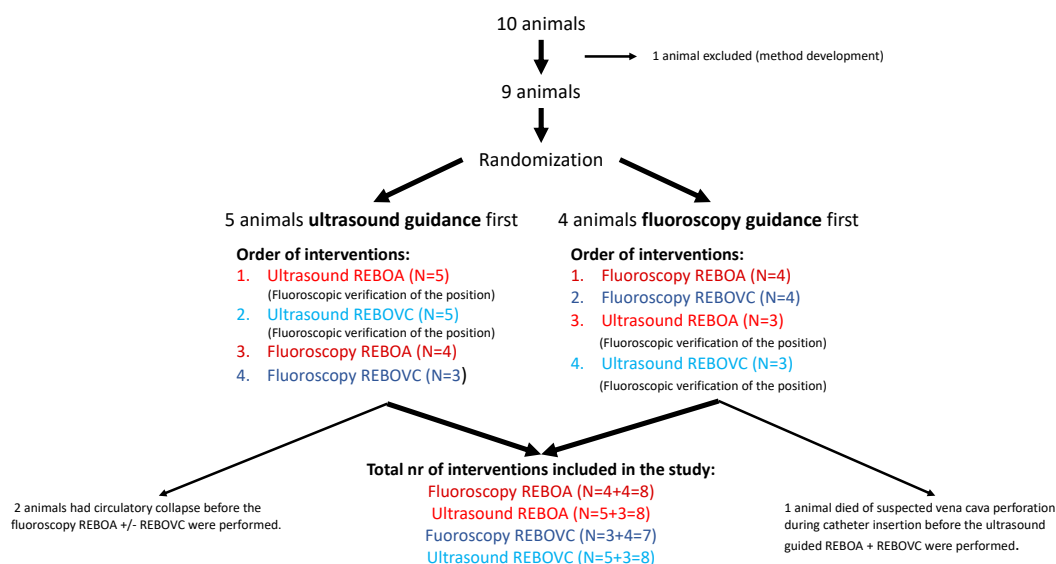 10 animals
1 animal excluded (method development)
9 animals
Randomization
5 animals ultrasound guidance first
Order of interventions:
1. Ultrasound REBOA (N=5)
(Fluoroscopic verification of the position)
2. Ultrasound REBOVC (N=5)
(Fluoroscopic verification of the position)
3. Fluoroscopy REBOA (N=4)
4. Fluoroscopy REBOVC (N=3)
4 animals fluoroscopy guidance first
Order of interventions:
1. Fluoroscopy REBOA (N=4)
2. Fluoroscopy REBOVC (N=4)
3. Ultrasound REBOA (N=3)
(Fluoroscopic verification of the position)
4. Ultrasound REBOVC (N=3)
(Fluoroscopic verification of the position)
2 animals had circulatory collapse before the
fluoroscopy REBOA +/- REBOVC were performed.
Total nr of interventions included in the study:
Fluoroscopy REBOA (N=4+4=8)
Ultrasound REBOA (N=5+3=8)
Fuoroscopy REBOVC (N=3+4=7)
Ultrasound REBOVC (N=5+3=8)
1 animal died of suspected vena cava perforation
during catheter insertion before the ultrasound
guided REBOA + REBOVC were performed.